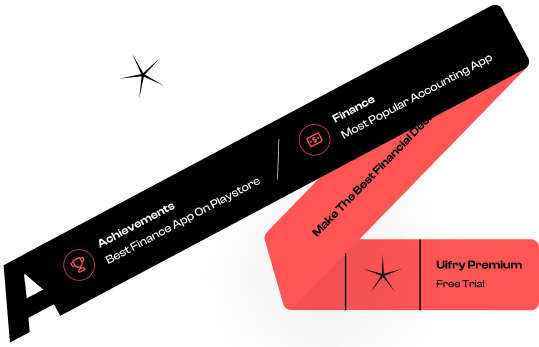 Finance
Most Popular Accounting App
Achievements
Best Finance App On Playstore
Make The Best Financial
Uifry Premium
Free Trial